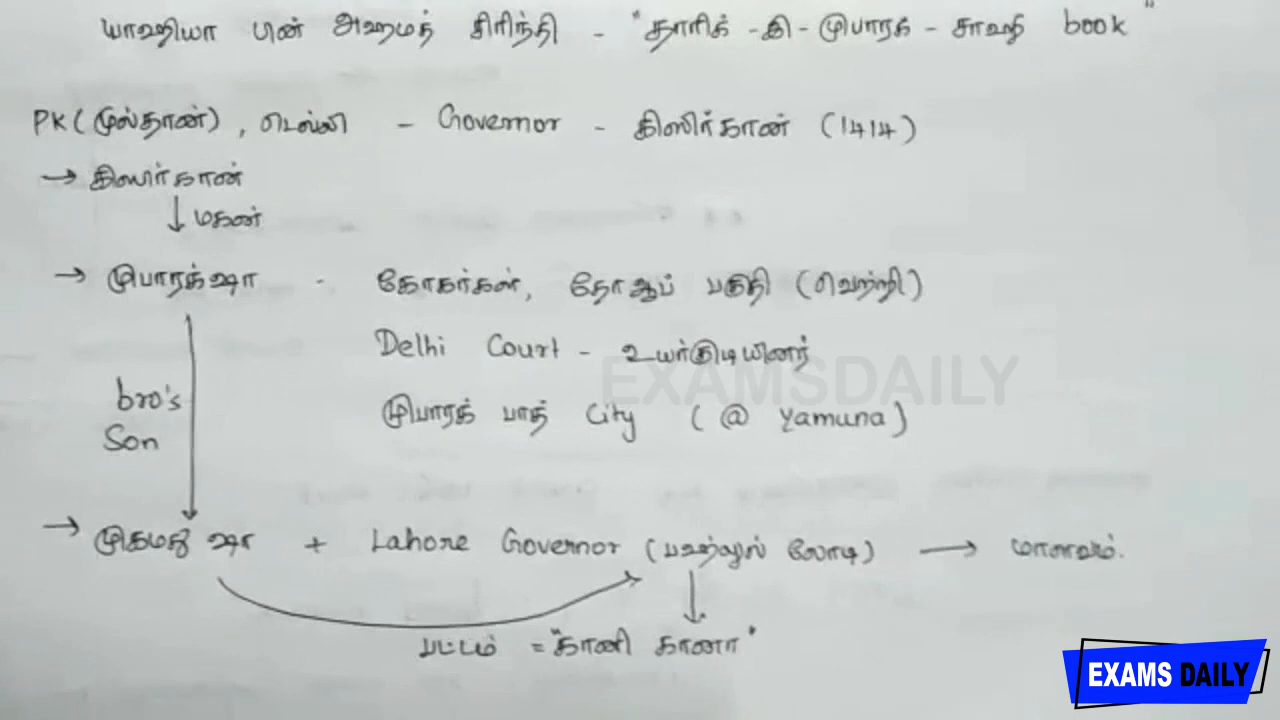 யாஹியா பின் அஹமத் சிரிந்தி - "தாரிக் -இ - முபாரக் - சாஹி book"
PK (முல்தான்), டெல்லி - Governor - கிஸிர்கான் (1414)
→ கிஸிர்கான்
↓ மகன்
→ முபாரக்ஷா - கோகர்கள், தோஆப் பகுதி (வெற்றி)
Delhi Court - உயர்குடியினர்
EXAMSDAILY
bro's
Son
முபாரக் பாத் City (@ Yamuna)
→ முகமது ஷா + Lahore Governor (பஹ்லுல் லோடி) → மாளவம்.
பட்டம் = "கானி கானா"
EXAMS DAILY